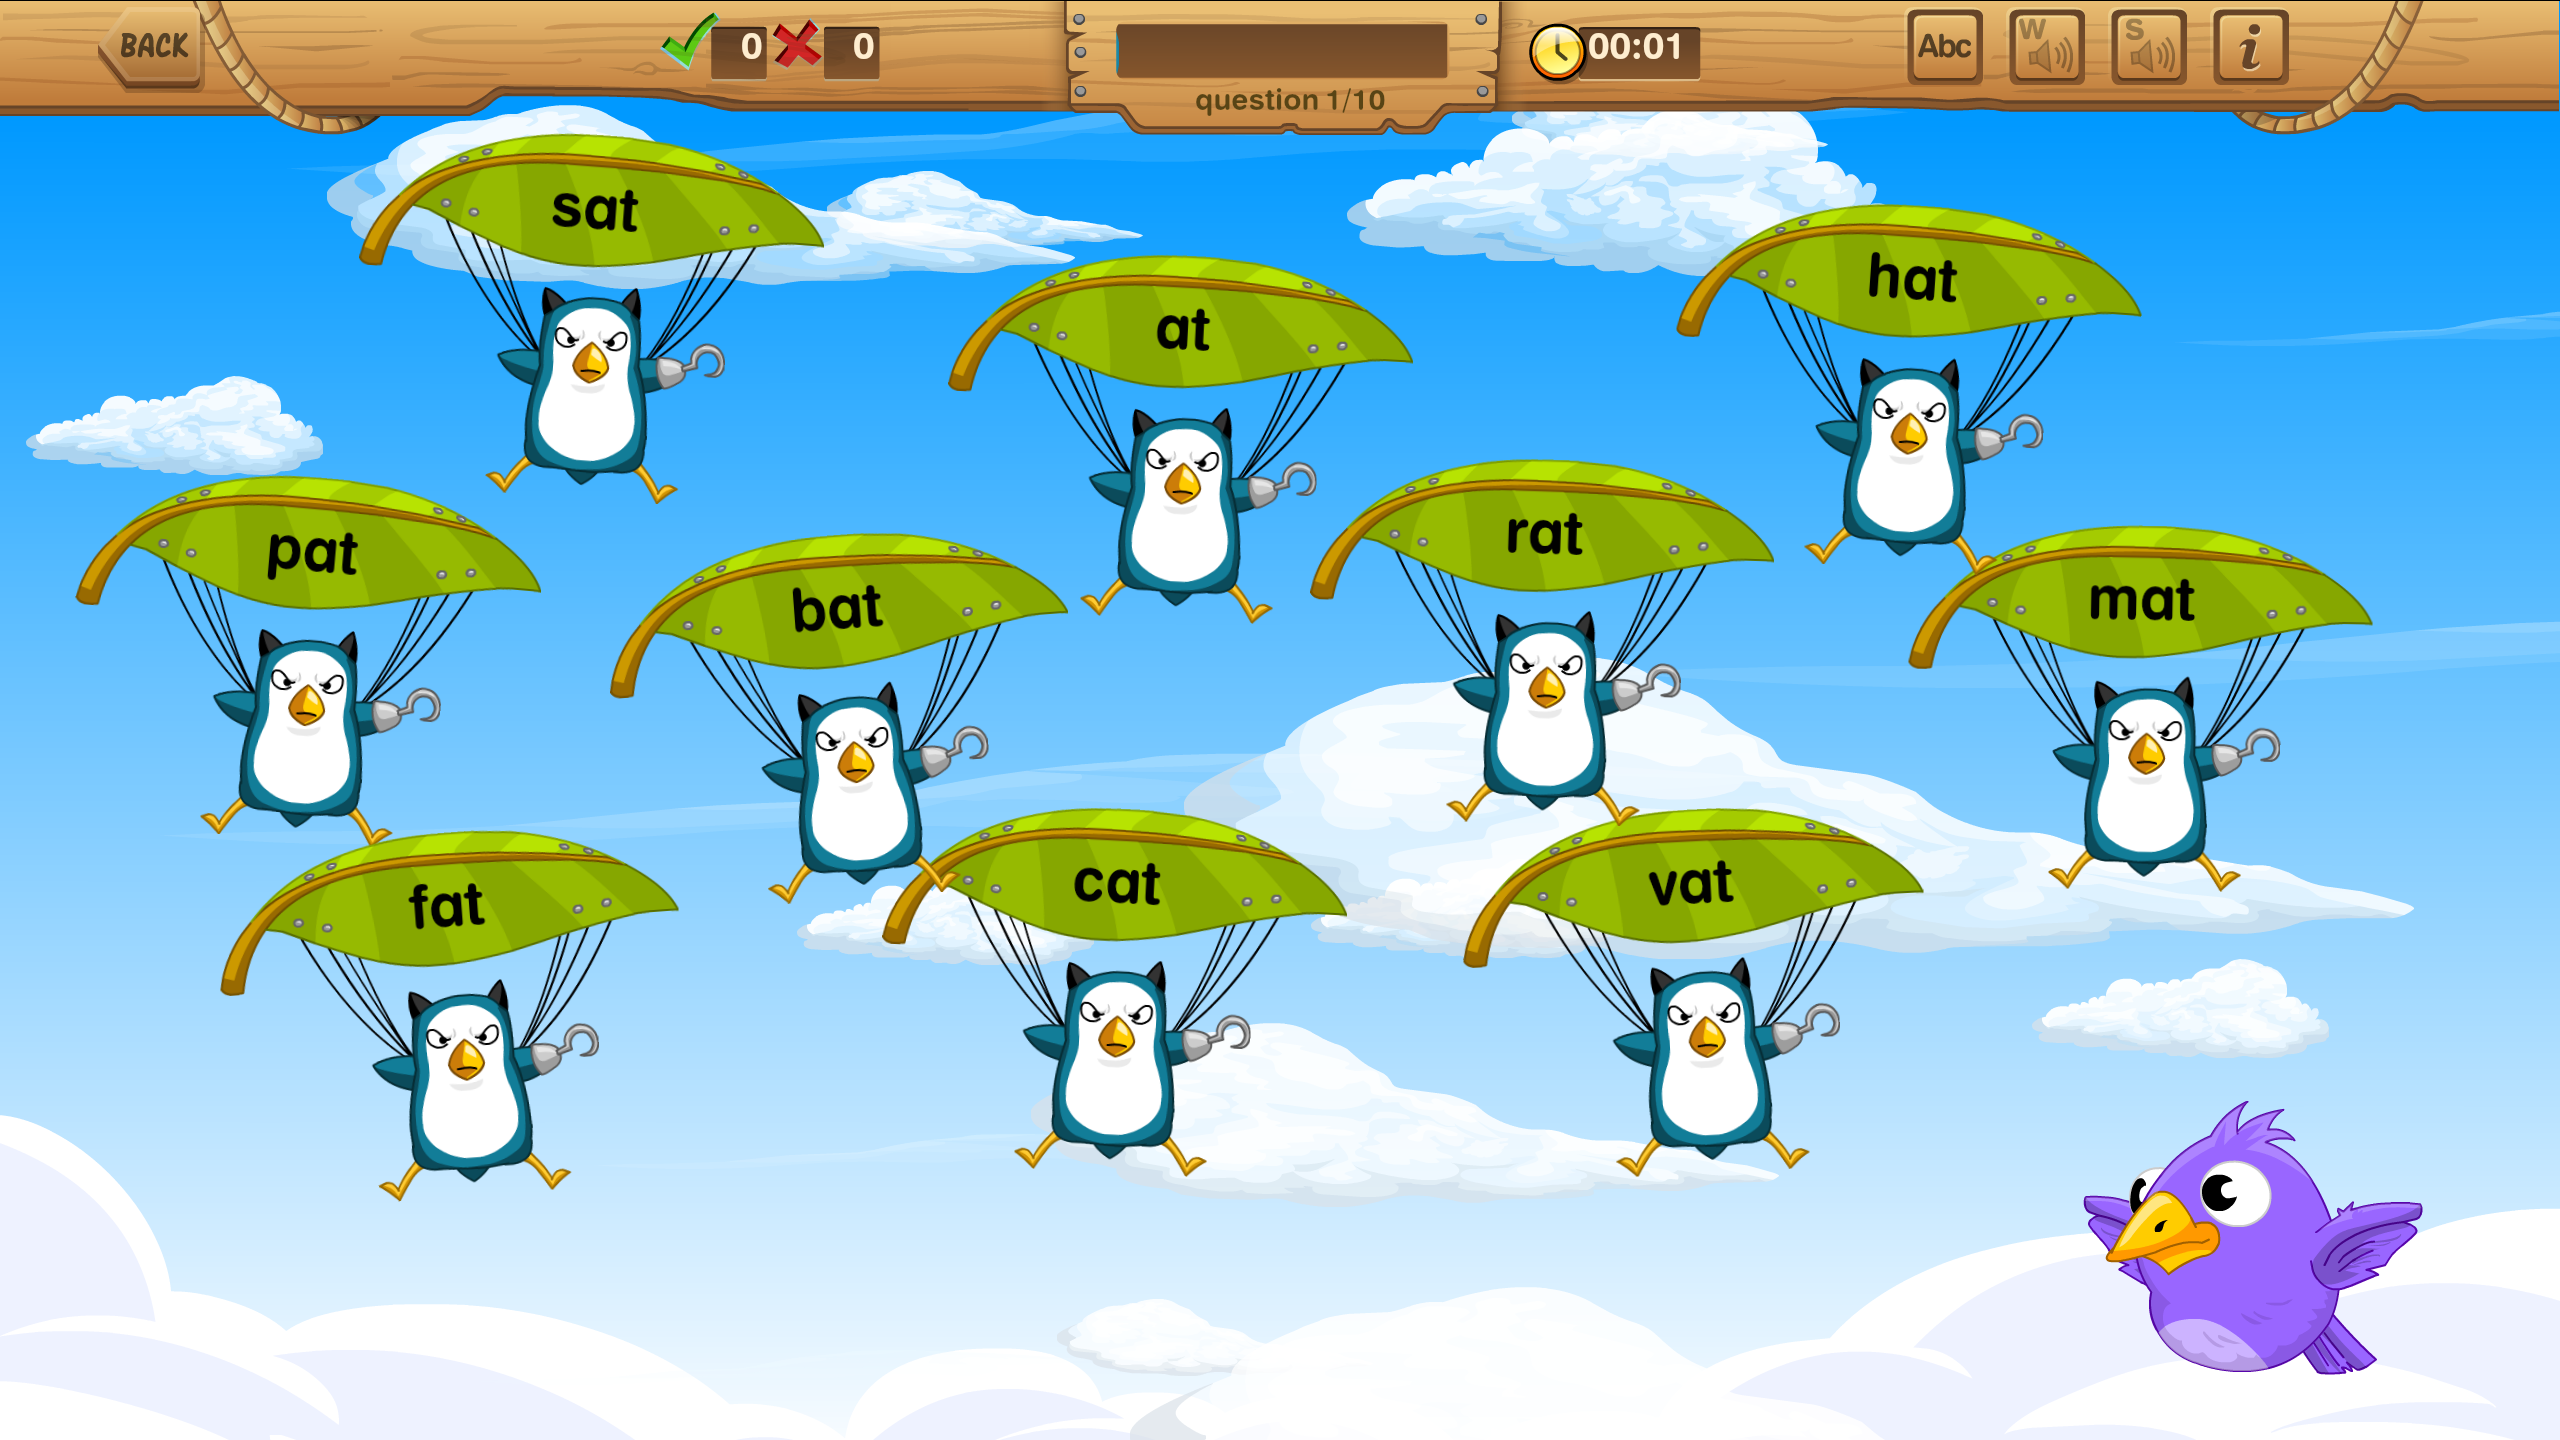 BACK
0
0
question 1/10
00:01
Abc
W
S
i
sat
at
hat
pat
bat
rat
mat
fat
cat
vat